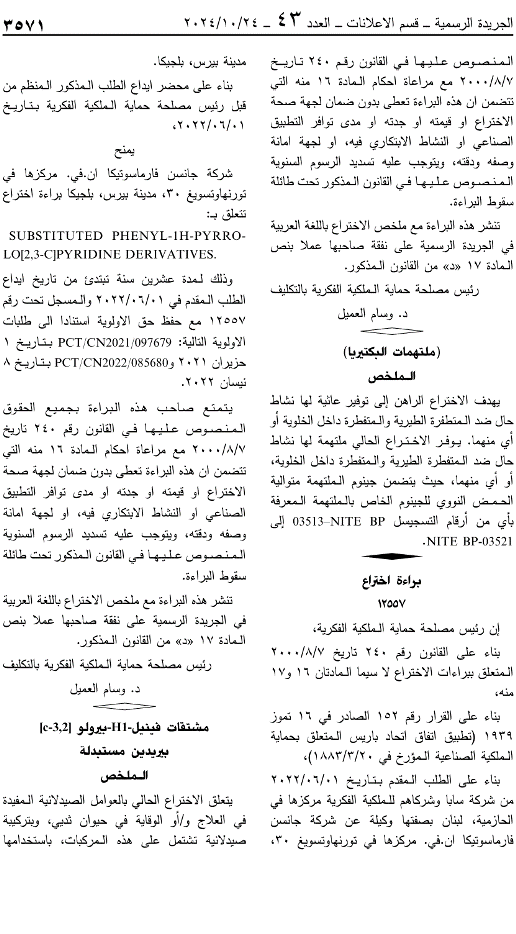 الجريدة الرسمية ــ قسم الاعلانات ــ العدد ٤٣ ــ ٢٠٢٤/١٠/٢٤
٣٥٧١
المنصوص عليها في القانون رقم ٢٤٠ تاريخ
٢٠٠٠/٨/٧ مع مراعاة احكام المادة ١٦ منه التي
تتضمن ان هذه البراءة تعطى بدون ضمان لجهة صحة
الاختراع او قيمته او جدته او مدى توافر التطبيق
الصناعي او النشاط الابتكاري فيه، او لجهة امانة
وصفه ودقته، ويتوجب عليه تسديد الرسوم السنوية
المنصوص عليها في القانون المذكور تحت طائلة
سقوط البراءة.
تنشر هذه البراءة مع ملخص الاختراع باللغة العربية
في الجريدة الرسمية على نفقة صاحبها عملا بنص
المادة ١٧ «د» من القانون المذكور.
رئيس مصلحة حماية الملكية الفكرية بالتكليف
د. وسام العميل
(ملتهمات البكتيريا)
الملخص
يهدف الاختراع الراهن إلى توفير عاثية لها نشاط
حال ضد المتطفرة الطيرية والمتفطرة داخل الخلوية أو
أي منهما. يوفر الاختراع الحالي ملتهمة لها نشاط
حال ضد المتفطرة الطيرية والمتفطرة داخل الخلوية،
أو أي منهما، حيث يتضمن جينوم الملتهمة متوالية
الحمض النووي للجينوم الخاص بالملتهمة المعرفة
بأي من أرقام التسجيسل 03513–NITE BP إلى
NITE BP-03521.
براءة اختراع
١٢٥٥٧
إن رئيس مصلحة حماية الملكية الفكرية،
بناء على القانون رقم ٢٤٠ تاريخ ٢٠٠٠/٨/٧
المتعلق ببراءات الاختراع لا سيما المادتان ١٦ و١٧
منه،
بناء على القرار رقم ١٥٢ الصادر في ١٦ تموز
١٩٣٩ (تطبيق اتفاق اتحاد باريس المتعلق بحماية
الملكية الصناعية المؤرخ في ١٨٨٣/٣/٢٠)،
بناء على الطلب المقدم بتاريخ ٢٠٢٢/٠٦/٠١
من شركة سابا وشركاهم للملكية الفكرية مركزها في
الحازمية، لبنان بصفتها وكيلة عن شركة جانسن
فارماسوتيكا ان.في. مركزها في تورنهاوتسويغ ٣٠،
مدينة بيرس، بلجيكا.
بناء على محضر ايداع الطلب المذكور المنظم من
قبل رئيس مصلحة حماية الملكية الفكرية بتاريخ
٢٠٢٢/٠٦/٠١،
يمنح
شركة جانسن فارماسوتيكا ان.في. مركزها في
تورنهاوتسويغ ٣٠، مدينة بيرس، بلجيكا براءة اختراع
تتعلق بـ:
SUBSTITUTED PHENYL-1H-PYRRO-
LO[2,3-C]PYRIDINE DERIVATIVES.
وذلك لمدة عشرين سنة تبتدئ من تاريخ ايداع
الطلب المقدم في ٢٠٢٢/٠٦/٠١ والمسجل تحت رقم
١٢٥٥٧ مع حفظ حق الاولوية استنادا الى طلبات
الاولوية التالية: PCT/CN2021/097679 بتاريخ ١
حزيران ٢٠٢١ وPCT/CN2022/085680 بتاريخ ٨
نيسان ٢٠٢٢.
يتمتع صاحب هذه البراءة بجميع الحقوق
المنصوص عليها في القانون رقم ٢٤٠ تاريخ
٢٠٠٠/٨/٧ مع مراعاة احكام المادة ١٦ منه التي
تتضمن ان هذه البراءة تعطى بدون ضمان لجهة صحة
الاختراع او قيمته او جدته او مدى توافر التطبيق
الصناعي او النشاط الابتكاري فيه، او لجهة امانة
وصفه ودقته، ويتوجب عليه تسديد الرسوم السنوية
المنصوص عليها في القانون المذكور تحت طائلة
سقوط البراءة.
تنشر هذه البراءة مع ملخص الاختراع باللغة العربية
في الجريدة الرسمية على نفقة صاحبها عملا بنص
المادة ١٧ «د» من القانون المذكور.
رئيس مصلحة حماية الملكية الفكرية بالتكليف
د. وسام العميل
مشتقات فينيل-H1-بيرولو [c-3,2]
بيريدين مستبدلة
الملخص
يتعلق الاختراع الحالي بالعوامل الصيدلانية المفيدة
في العلاج و/أو الوقاية في حيوان ثديي، وبتركيبة
صيدلانية تشتمل على هذه المركبات، باستخدامها